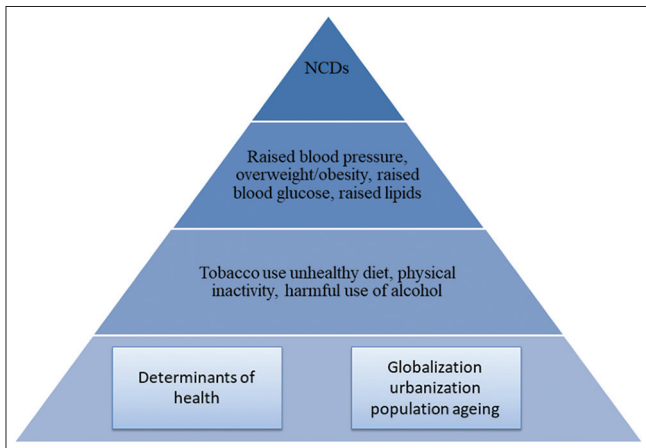 NCDs
Raised blood pressure,
overweight/obesity, raised
blood glucose, raised lipids
Tobacco use unhealthy diet, physical
inactivity, harmful use of alcohol
Determinants of
health
Globalization
urbanization
population ageing